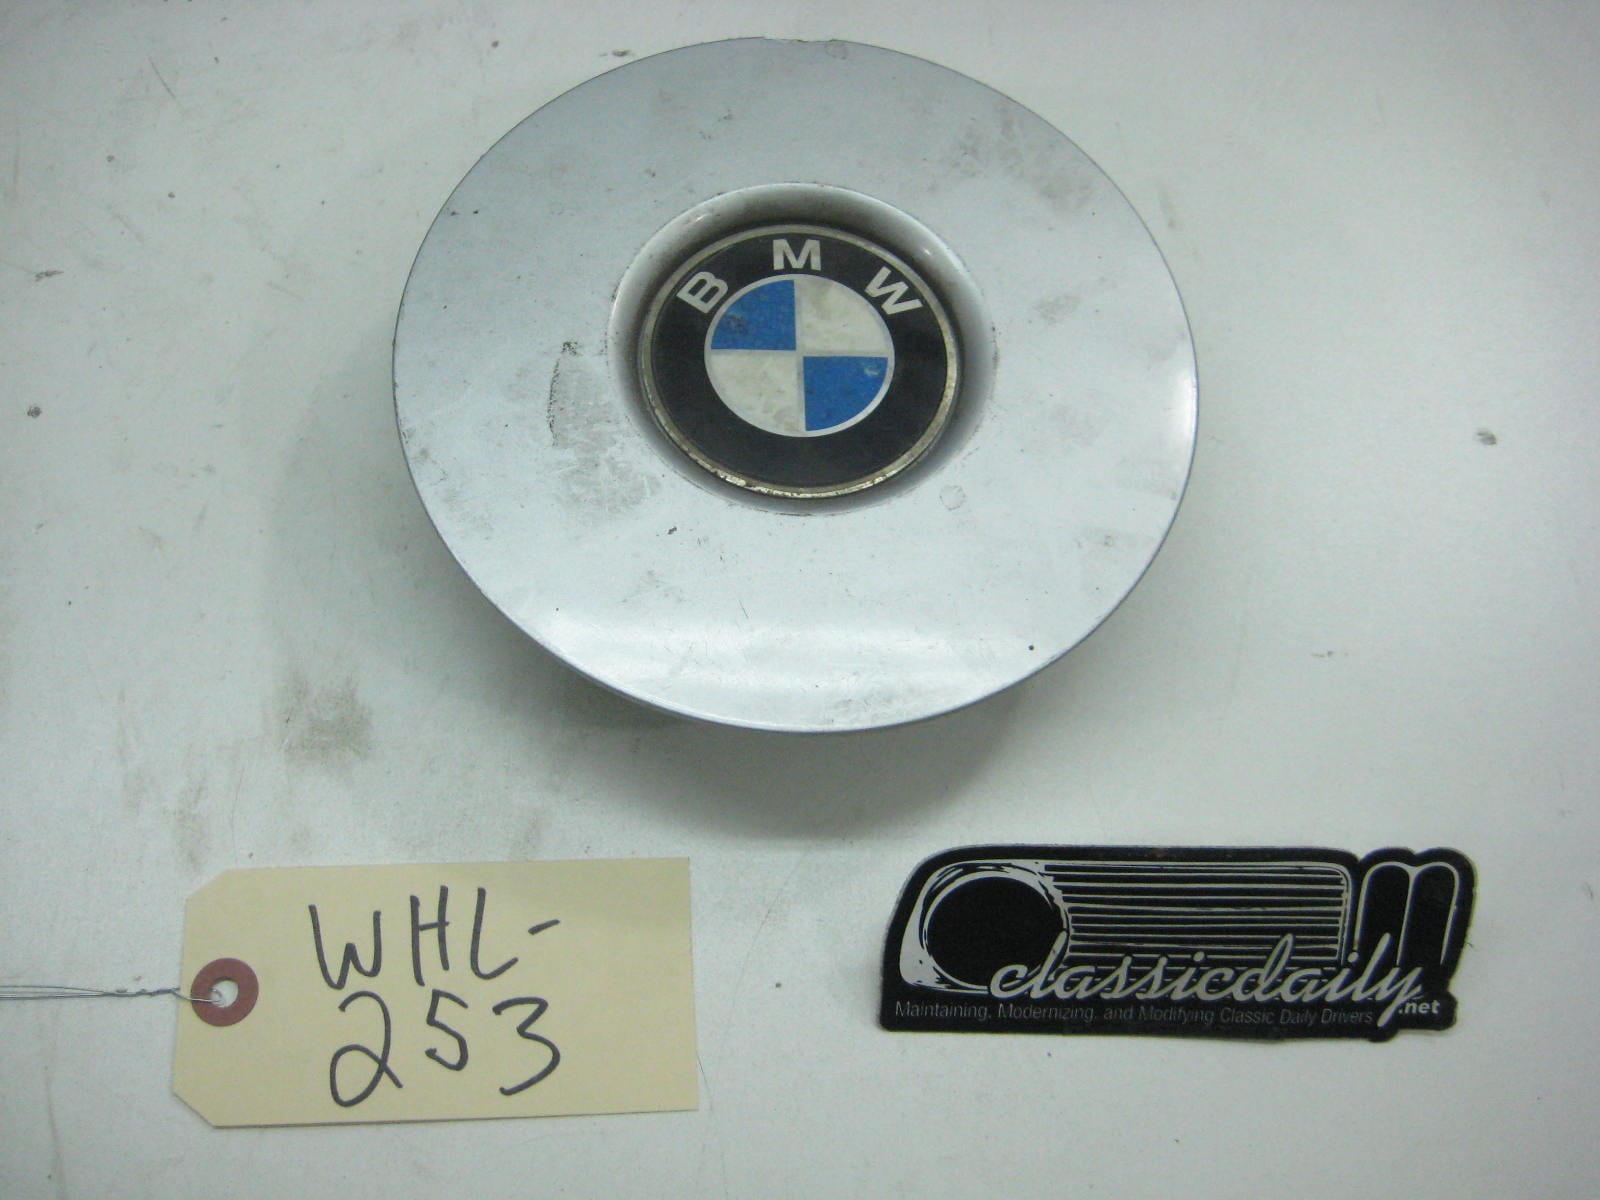 BMW
WHL-
253
classicdaily.net
Maintaining, Modernizing, and Modifying Classic Daily Drivers